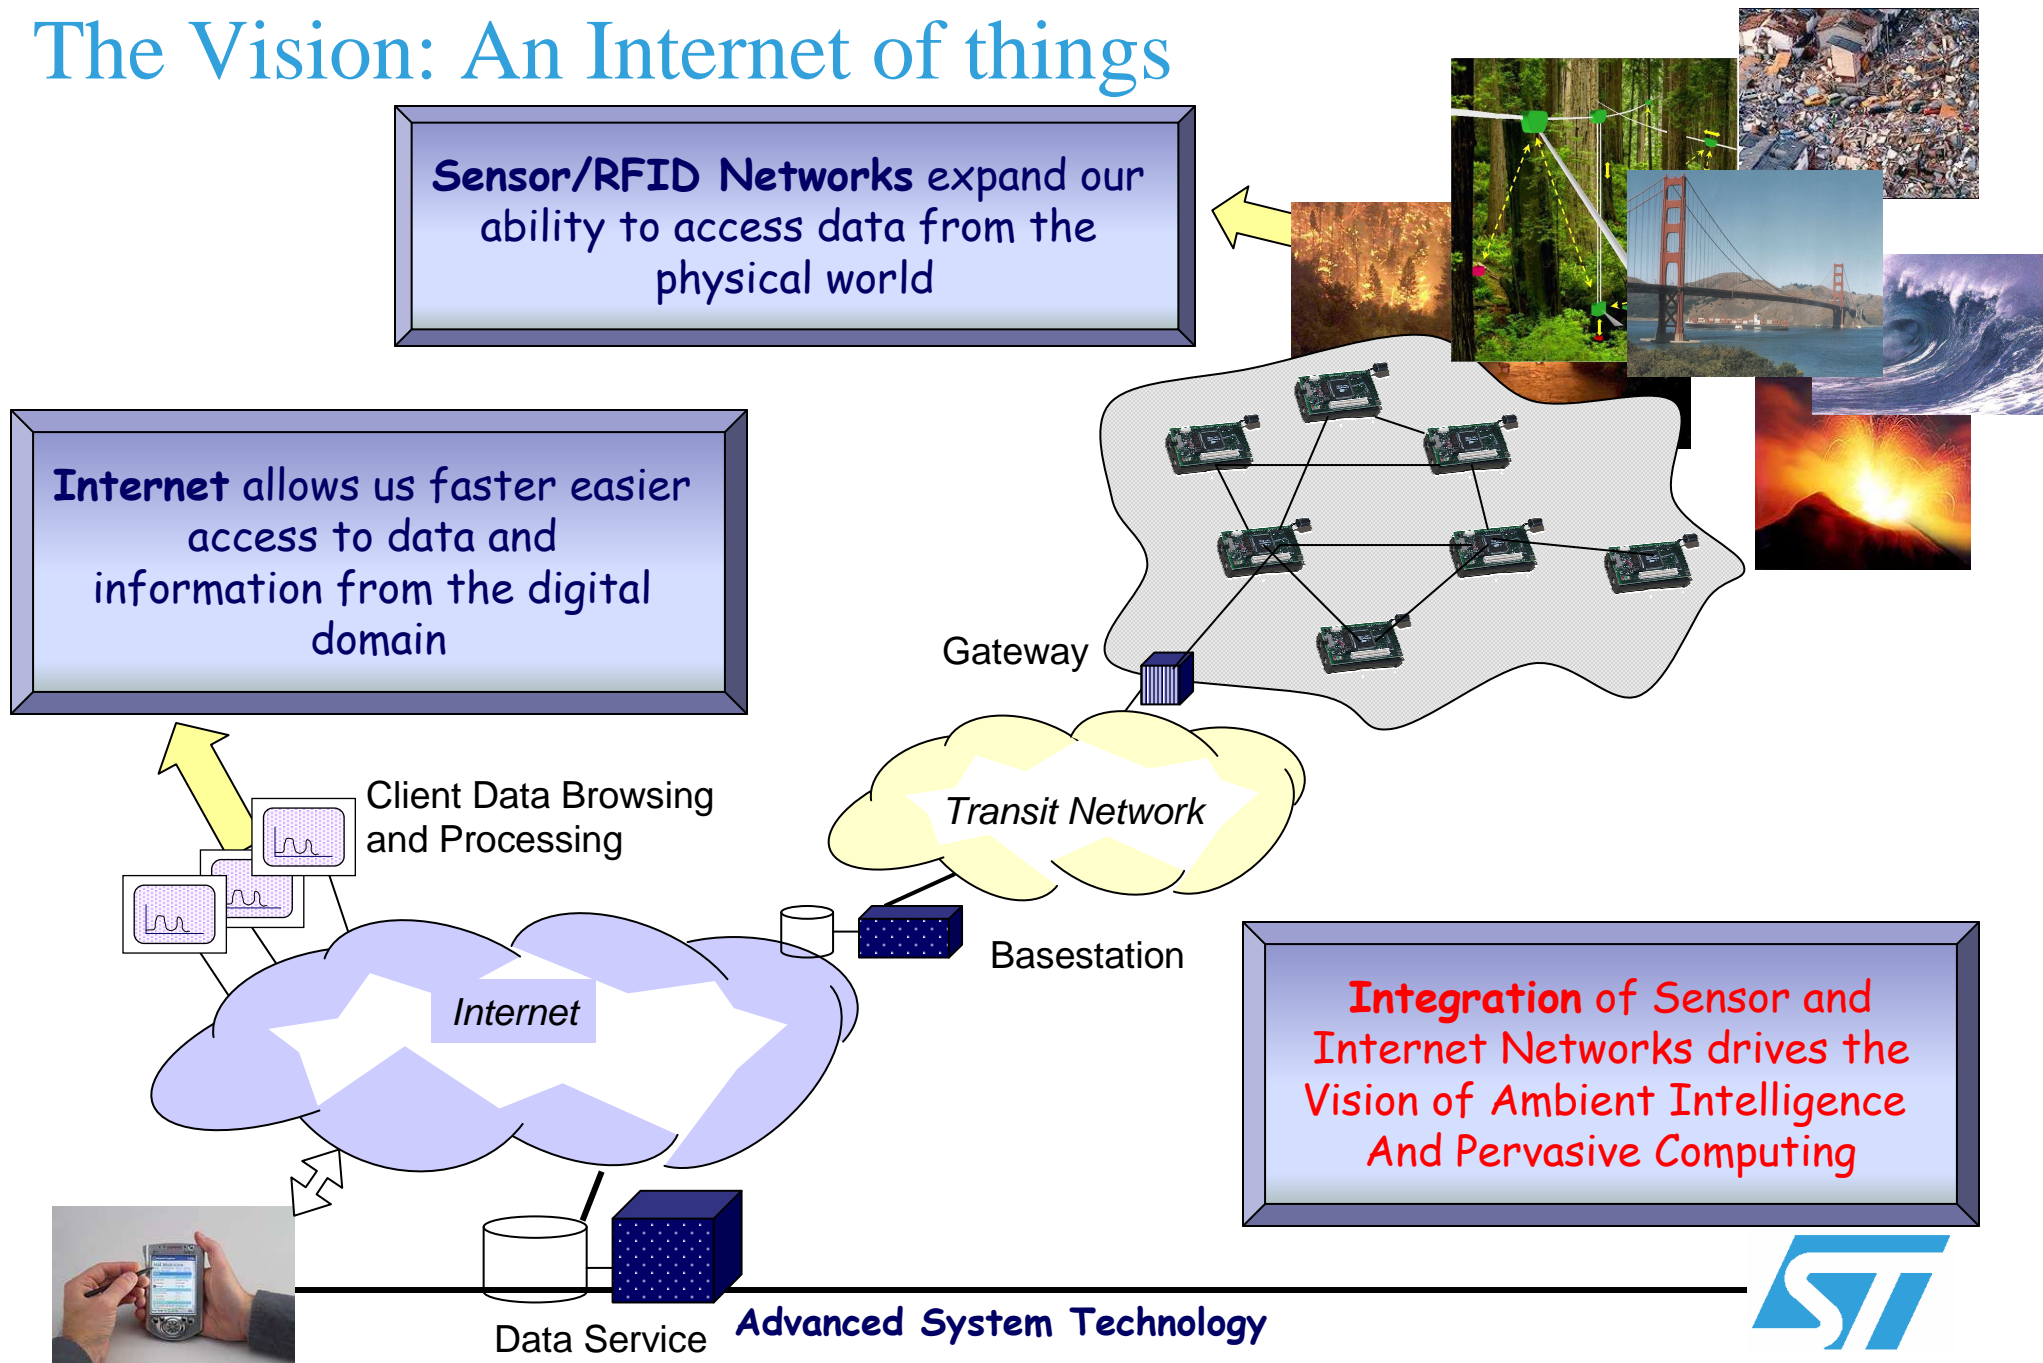 The Vision: An Internet of things
Sensor/RFID Networks expand our
ability to access data from the
physical world
Internet allows us faster easier
access to data and
information from the digital
domain
Gateway
Client Data Browsing
and Processing
Transit Network
Basestation
Internet
Integration of Sensor and
Internet Networks drives the
Vision of Ambient Intelligence
And Pervasive Computing
Data Service
Advanced System Technology
ST